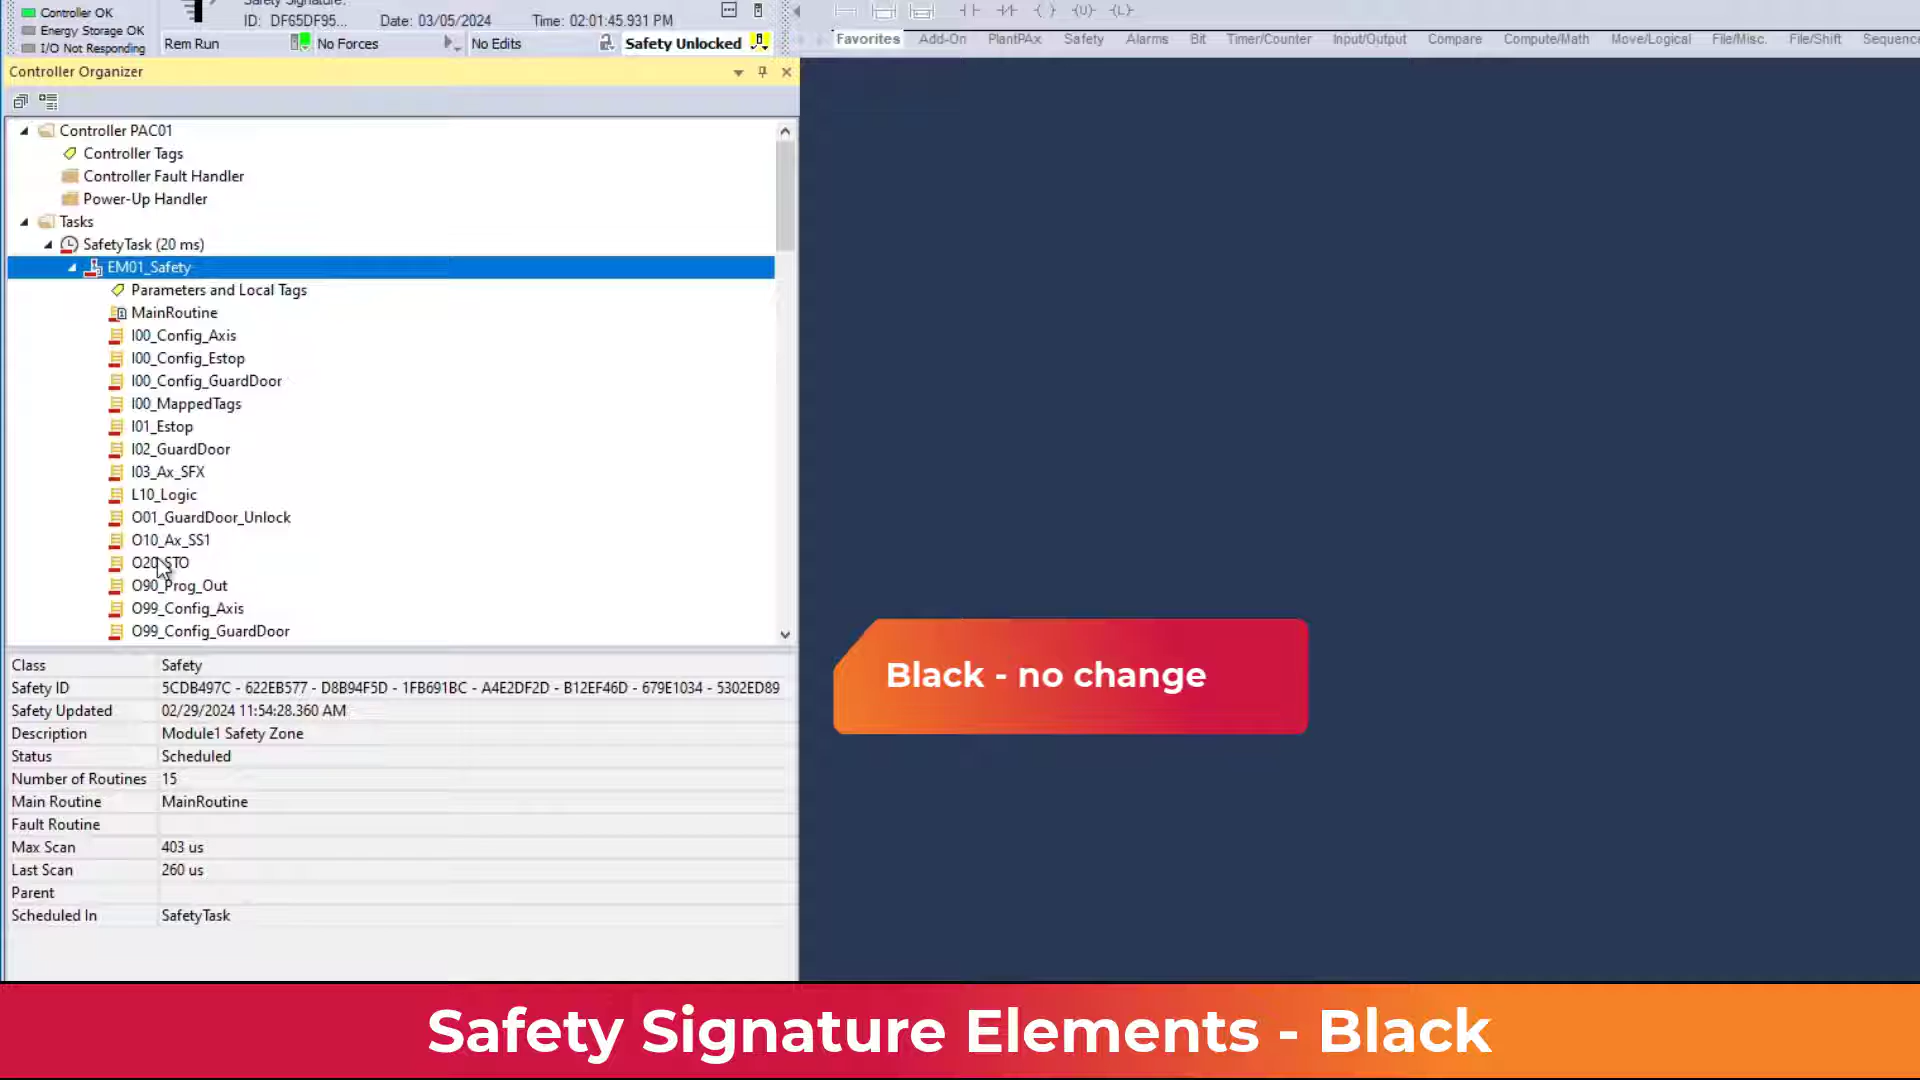 Controller OK
Energy Storage OK
I/O Not Responding
Safety Signature:
ID: DF65DF95... Date: 03/05/2024 Time: 02:01:45.931 PM
Rem Run No Forces No Edits Safety Unlocked
Favorites Add-On PlantPAx Safety Alarms Bit Timer/Counter Input/Output Compare Compute/Math Move/Logical File/Misc. File/Shift Sequence
Controller Organizer
Controller PAC01
Controller Tags
Controller Fault Handler
Power-Up Handler
Tasks
SafetyTask (20 ms)
EM01_Safety
Parameters and Local Tags
MainRoutine
I00_Config_Axis
I00_Config_Estop
I00_Config_GuardDoor
I00_MappedTags
I01_Estop
I02_GuardDoor
I03_Ax_SFX
L10_Logic
O01_GuardDoor_Unlock
O10_Ax_SS1
O20_STO
O90_Prog_Out
O99_Config_Axis
O99_Config_GuardDoor
Class Safety
Safety ID 5CDB497C - 622EB577 - D8B94F5D - 1FB691BC - A4E2DF2D - B12EF46D - 679E1034 - 5302ED89
Safety Updated 02/29/2024 11:54:28.360 AM
Description Module1 Safety Zone
Status Scheduled
Number of Routines 15
Main Routine MainRoutine
Fault Routine
Max Scan 403 us
Last Scan 260 us
Parent
Scheduled In SafetyTask
Black - no change
Safety Signature Elements - Black